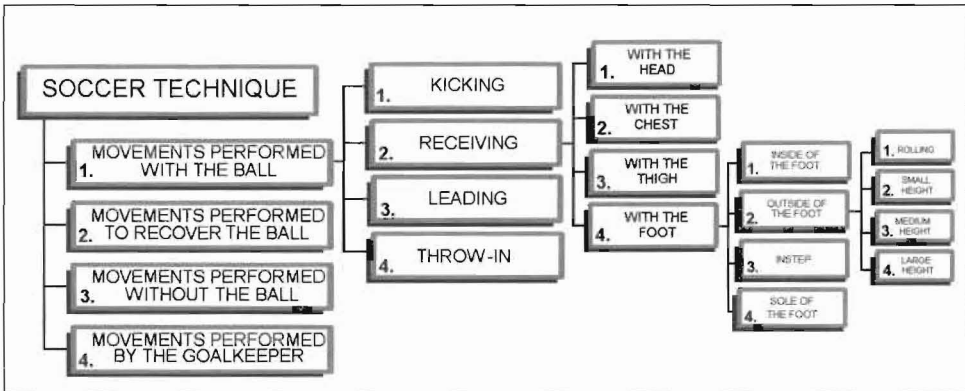 SOCCER TECHNIQUE
1. MOVEMENTS PERFORMED
WITH THE BALL
2. MOVEMENTS PERFORMED
TO RECOVER THE BALL
3. MOVEMENTS PERFORMED
WITHOUT THE BALL
4. MOVEMENTS PERFORMED
BY THE GOALKEEPER
1. KICKING
2. RECEIVING
3. LEADING
4. THROW-IN
1. WITH THE
HEAD
2. WITH THE
CHEST
3. WITH THE
THIGH
4. WITH THE
FOOT
1. INSIDE OF
THE FOOT
2. OUTSIDE OF
THE FOOT
3. INSTEP
4. SOLE OF
THE FOOT
1. ROLLING
2. SMALL
HEIGHT
3. MEDIUM
HEIGHT
4. LARGE
HEIGHT